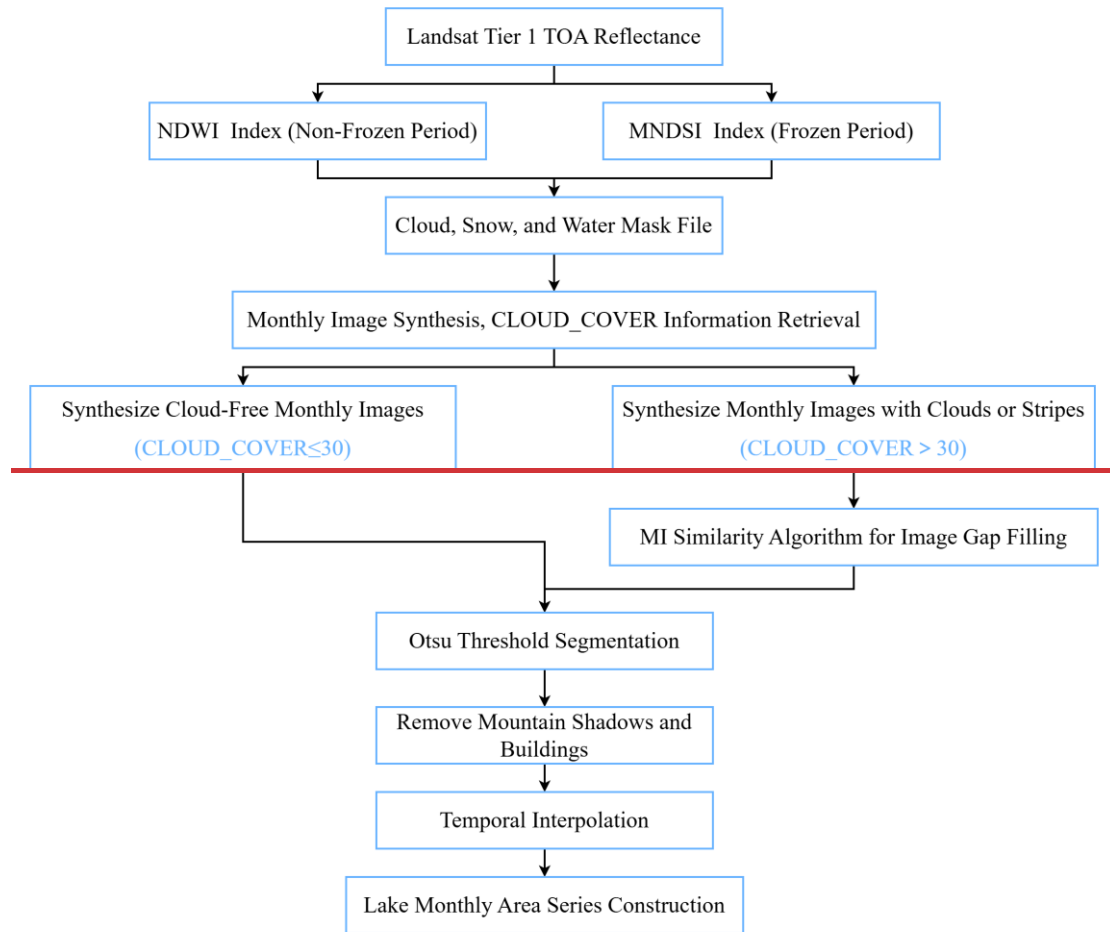 Landsat Tier 1 TOA Reflectance
NDWI Index (Non-Frozen Period)
MNDSI Index (Frozen Period)
Cloud, Snow, and Water Mask File
Monthly Image Synthesis, CLOUD_COVER Information Retrieval
Synthesize Cloud-Free Monthly Images
(CLOUD_COVER≤30)
Synthesize Monthly Images with Clouds or Stripes
(CLOUD_COVER > 30)
MI Similarity Algorithm for Image Gap Filling
Otsu Threshold Segmentation
Remove Mountain Shadows and
Buildings
Temporal Interpolation
Lake Monthly Area Series Construction